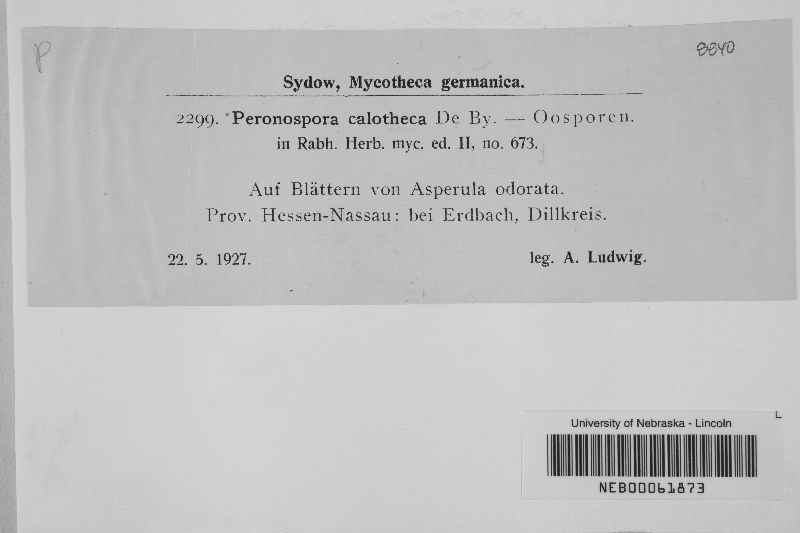 P
8840
Sydow, Mycotheca germanica.
2299. *Peronospora calotheca De By. — Oosporen.
in Rabh. Herb. myc. ed. II, no. 673.
Auf Blättern von Asperula odorata.
Prov. Hessen-Nassau: bei Erdbach, Dillkreis.
22. 5. 1927.
leg. A. Ludwig.
L
University of Nebraska - Lincoln
NEB00061873